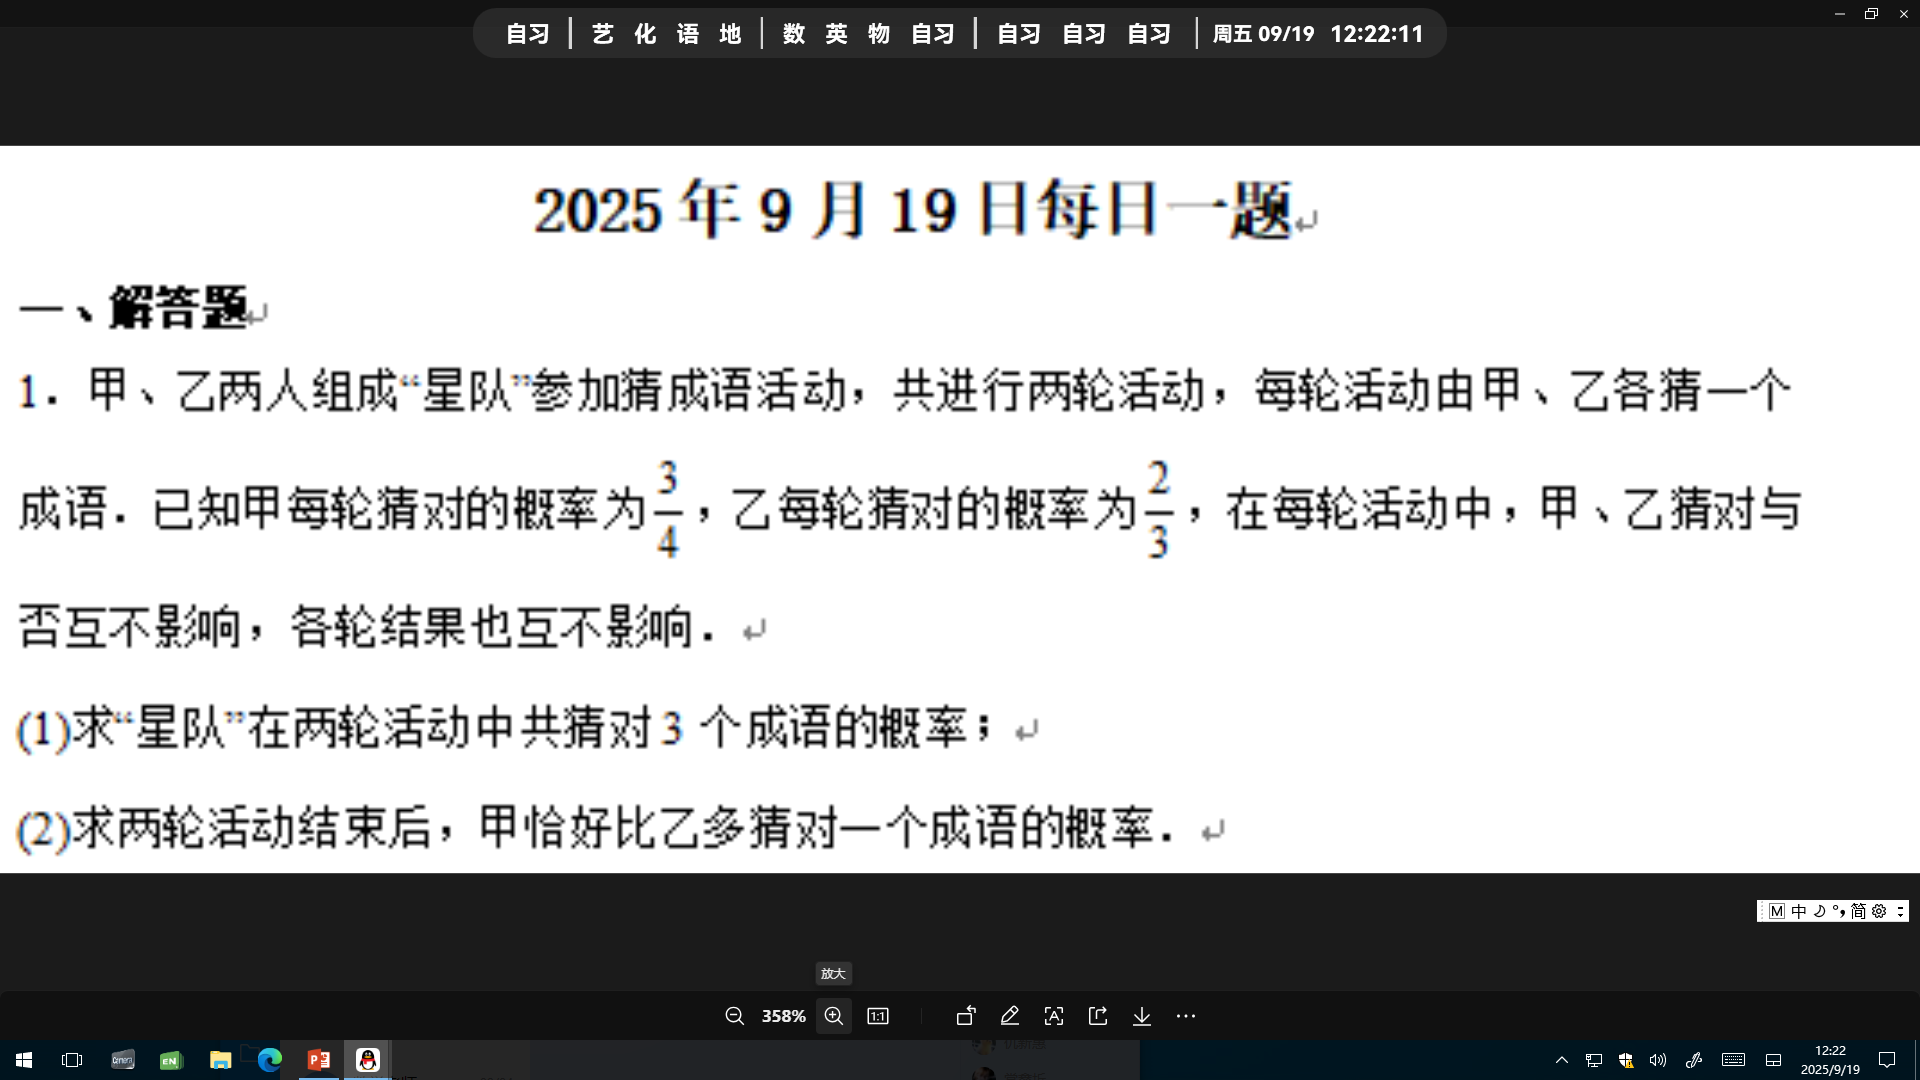 自习 | 艺 化 语 地 | 数 英 物 自习 | 自习 自习 自习 | 周五 09/19 12:22:11
2025 年 9 月 19 日每日一题
一、解答题
1．甲、乙两人组成“星队”参加猜成语活动，共进行两轮活动，每轮活动由甲、乙各猜一个
成语．已知甲每轮猜对的概率为3/4，乙每轮猜对的概率为2/3，在每轮活动中，甲、乙猜对与
否互不影响，各轮结果也互不影响．
(1)求“星队”在两轮活动中共猜对 3 个成语的概率；
(2)求两轮活动结束后，甲恰好比乙多猜对一个成语的概率．
M 中 简
放大
358% 1:1
Camera EN
12:22
2025/9/19